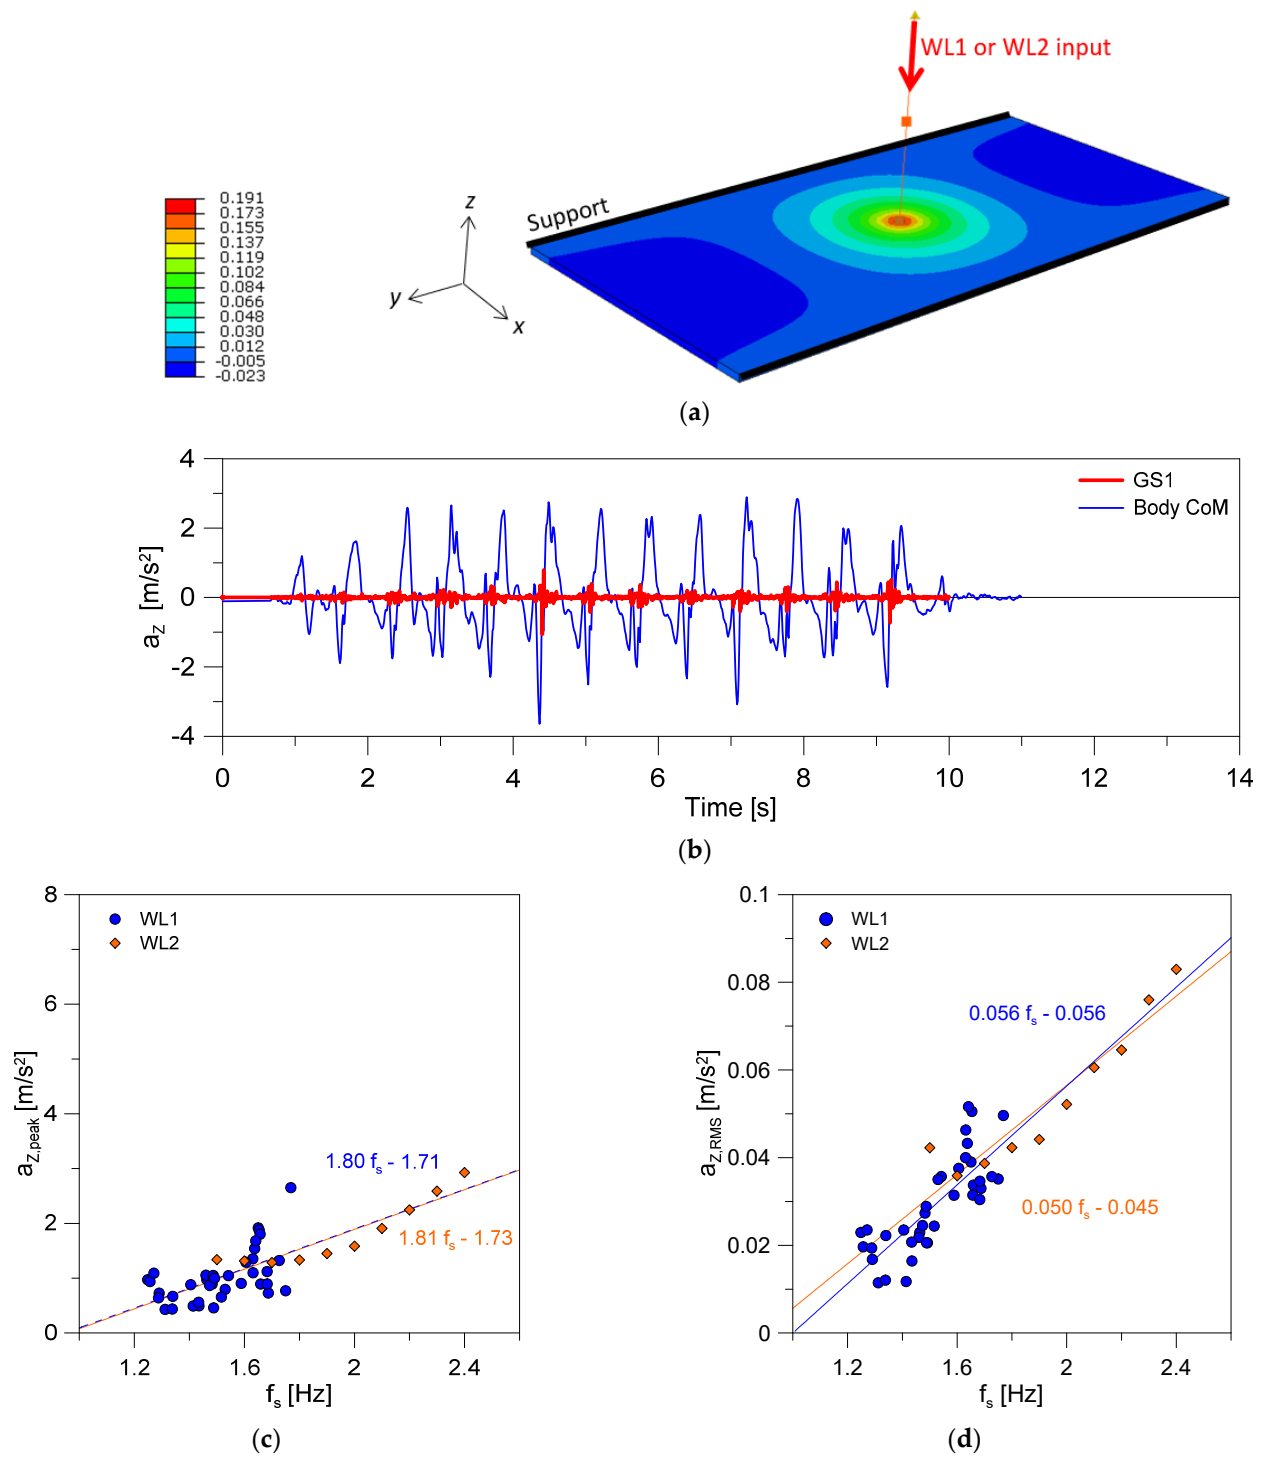 WL1 or WL2 input
Support
z
y
x
0.191
0.173
0.155
0.137
0.119
0.102
0.084
0.066
0.048
0.030
0.012
-0.005
-0.023
(a)
4
2
0
-2
-4
a_Z [m/s²]
GS1
Body CoM
0 2 4 6 8 10 12 14
Time [s]
(b)
8
6
4
2
0
a_Z,peak [m/s²]
WL1
WL2
1.80 f_s - 1.71
1.81 f_s - 1.73
1.2 1.6 2 2.4
f_s [Hz]
(c)
0.1
0.08
0.06
0.04
0.02
0
a_Z,RMS [m/s²]
WL1
WL2
0.056 f_s - 0.056
0.050 f_s - 0.045
1.2 1.6 2 2.4
f_s [Hz]
(d)